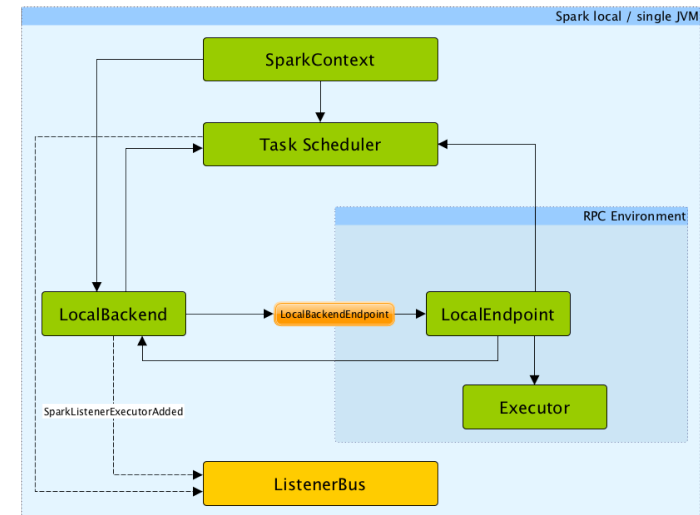 Spark local / single JVM
SparkContext
Task Scheduler
RPC Environment
LocalBackend
LocalBackendEndpoint
LocalEndpoint
Executor
SparkListenerExecutorAdded
ListenerBus